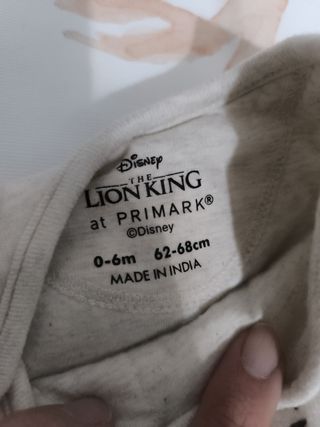 Disney
THE
LION KING
at PRIMARK®
©Disney
0-6m 62-68cm
MADE IN INDIA